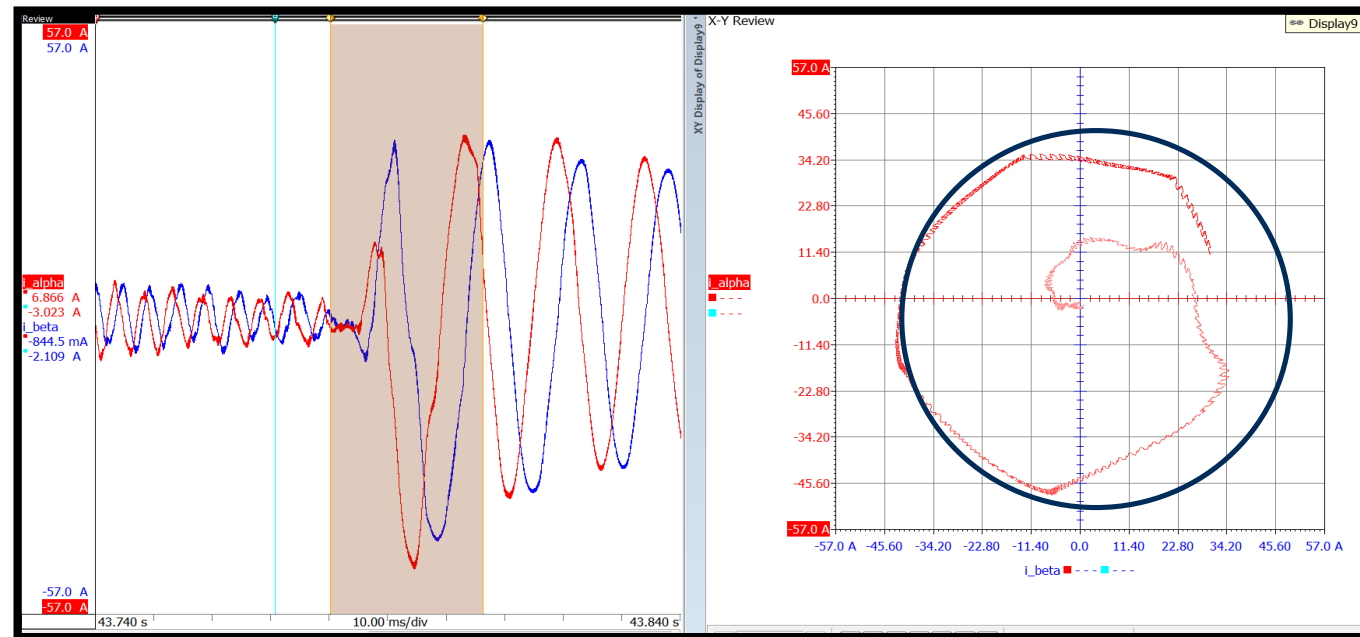 Review
57.0 A
57.0 A
i_alpha
6.866 A
-3.023 A
i_beta
-844.5 mA
-2.109 A
-57.0 A
-57.0 A
43.740 s
10.00 ms/div
43.840 s
XY Display of Display9
X-Y Review
Display9
57.0 A
45.60
34.20
22.80
11.40
0.0
-11.40
-22.80
-34.20
-45.60
-57.0 A
i_alpha
- - -
- - -
-57.0 A -45.60 -34.20 -22.80 -11.40 0.0 11.40 22.80 34.20 45.60 57.0 A
i_beta - - - - - -